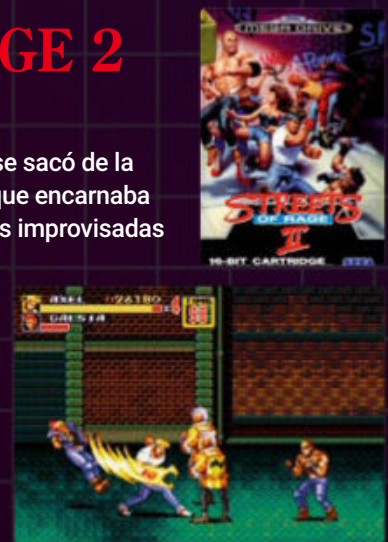 GE 2
se sacó de la
que encarnaba
s improvisadas
MEGA DRIVE
STREETS
OF RAGE
II
16-BIT CARTRIDGE
SEGA
AXEL
GALSIA